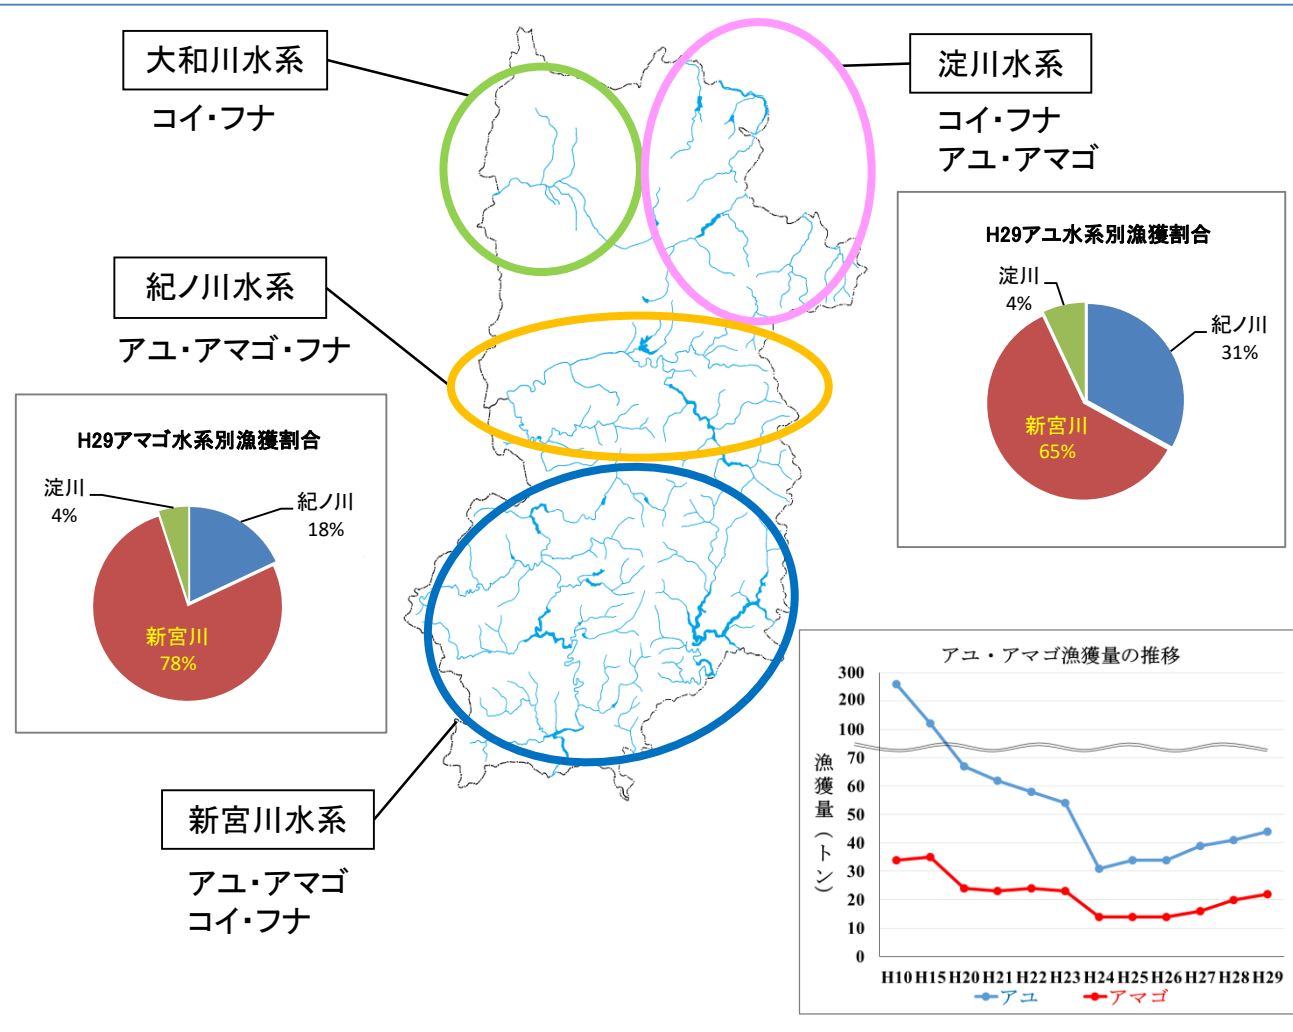 大和川水系
コイ・フナ
淀川水系
コイ・フナ
アユ・アマゴ
紀ノ川水系
アユ・アマゴ・フナ
H29アユ水系別漁獲割合
淀川
4%
紀ノ川
31%
新宮川
65%
H29アマゴ水系別漁獲割合
淀川
4%
紀ノ川
18%
新宮川
78%
新宮川水系
アユ・アマゴ
コイ・フナ
アユ・アマゴ漁獲量の推移
漁獲量(トン)
300
200
100
70
60
50
40
30
20
10
0
H10 H15 H20 H21 H22 H23 H24 H25 H26 H27 H28 H29
アユ アマゴ